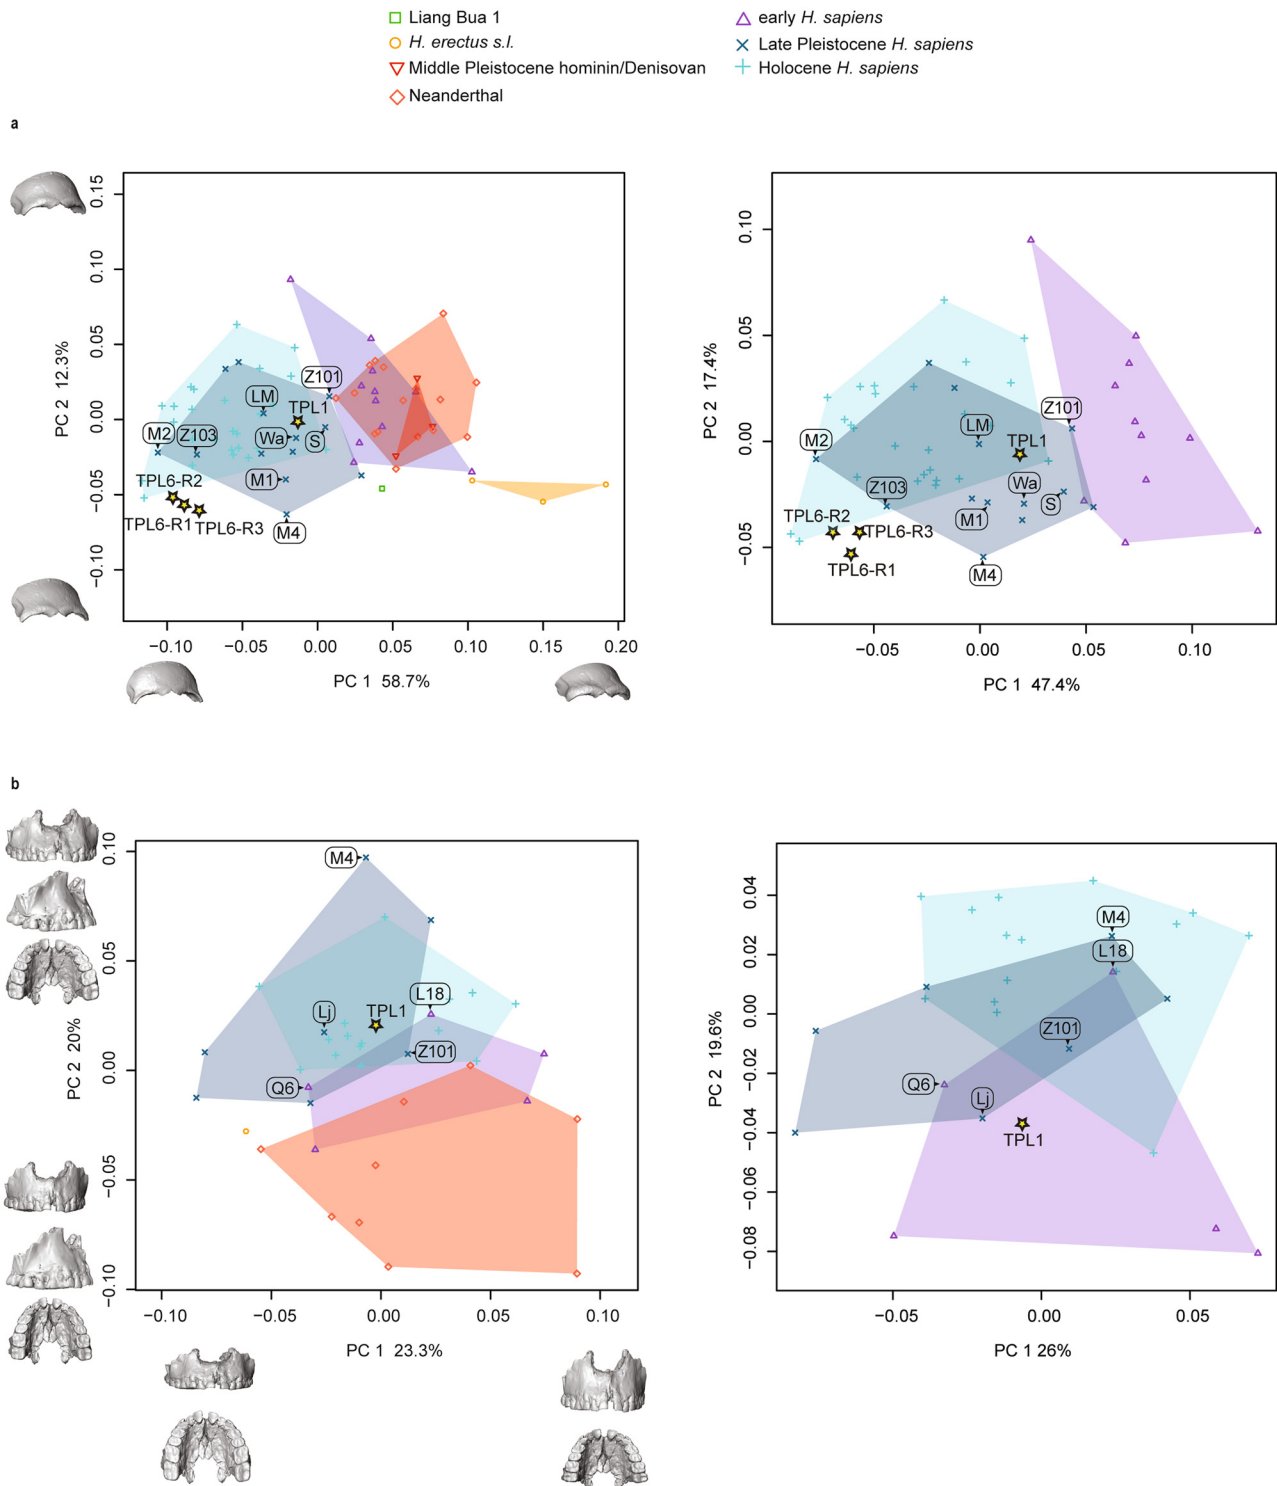 Liang Bua 1
H. erectus s.l.
Middle Pleistocene hominin/Denisovan
Neanderthal
early H. sapiens
Late Pleistocene H. sapiens
Holocene H. sapiens
a
PC 2 12.3%
0.15
0.10
0.05
0.00
−0.05
−0.10
Z101
LM
TPL1
M2
Z103
Wa
S
TPL6-R2
M1
TPL6-R1
TPL6-R3
M4
−0.10
−0.05
0.00
0.05
0.10
0.15
0.20
PC 1 58.7%
PC 2 17.4%
0.10
0.05
0.00
−0.05
Z101
M2
LM
TPL1
Z103
Wa
S
TPL6-R2
M1
TPL6-R3
TPL6-R1
M4
−0.05
0.00
0.05
0.10
PC 1 47.4%
b
PC 2 20%
0.10
0.05
0.00
−0.05
−0.10
M4
L18
Lj
TPL1
Z101
Q6
−0.10
−0.05
0.00
0.05
0.10
PC 1 23.3%
PC 2 19.6%
0.04
0.02
0.00
−0.02
−0.04
−0.06
−0.08
M4
L18
Z101
Q6
Lj
TPL1
−0.05
0.00
0.05
PC 1 26%